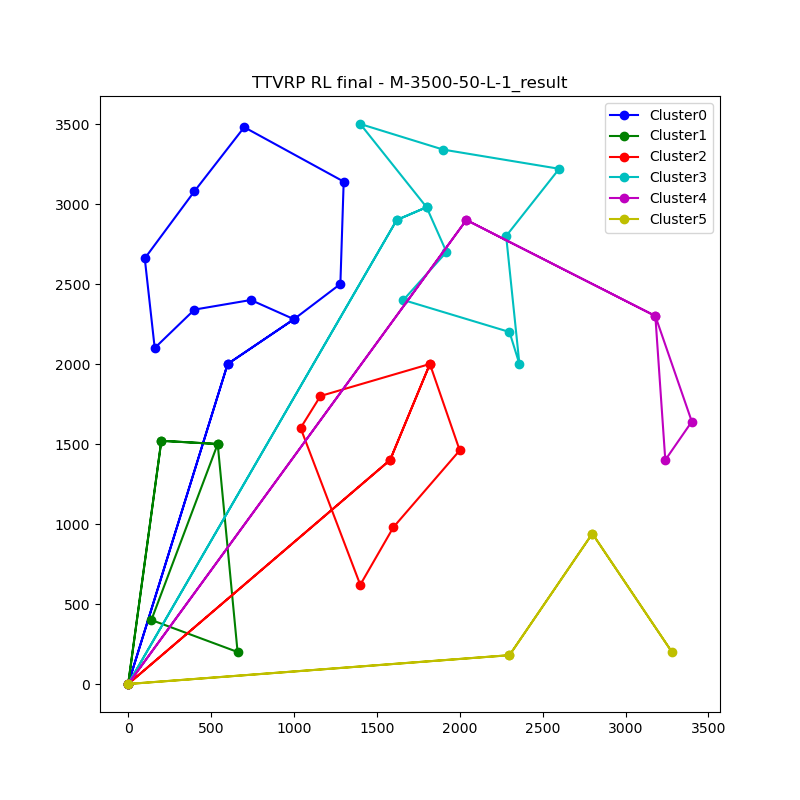 TTVRP RL final - M-3500-50-L-1_result
Cluster0
Cluster1
Cluster2
Cluster3
Cluster4
Cluster5
3500
3000
2500
2000
1500
1000
500
0
0 500 1000 1500 2000 2500 3000 3500